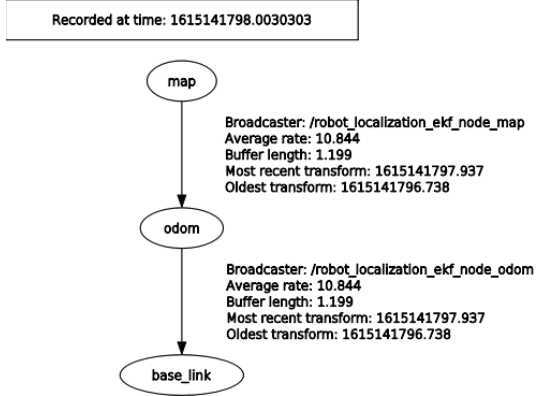 Recorded at time: 1615141798.0030303
map
Broadcaster: /robot_localization_ekf_node_map
Average rate: 10.844
Buffer length: 1.199
Most recent transform: 1615141797.937
Oldest transform: 1615141796.738
odom
Broadcaster: /robot_localization_ekf_node_odom
Average rate: 10.844
Buffer length: 1.199
Most recent transform: 1615141797.937
Oldest transform: 1615141796.738
base_link